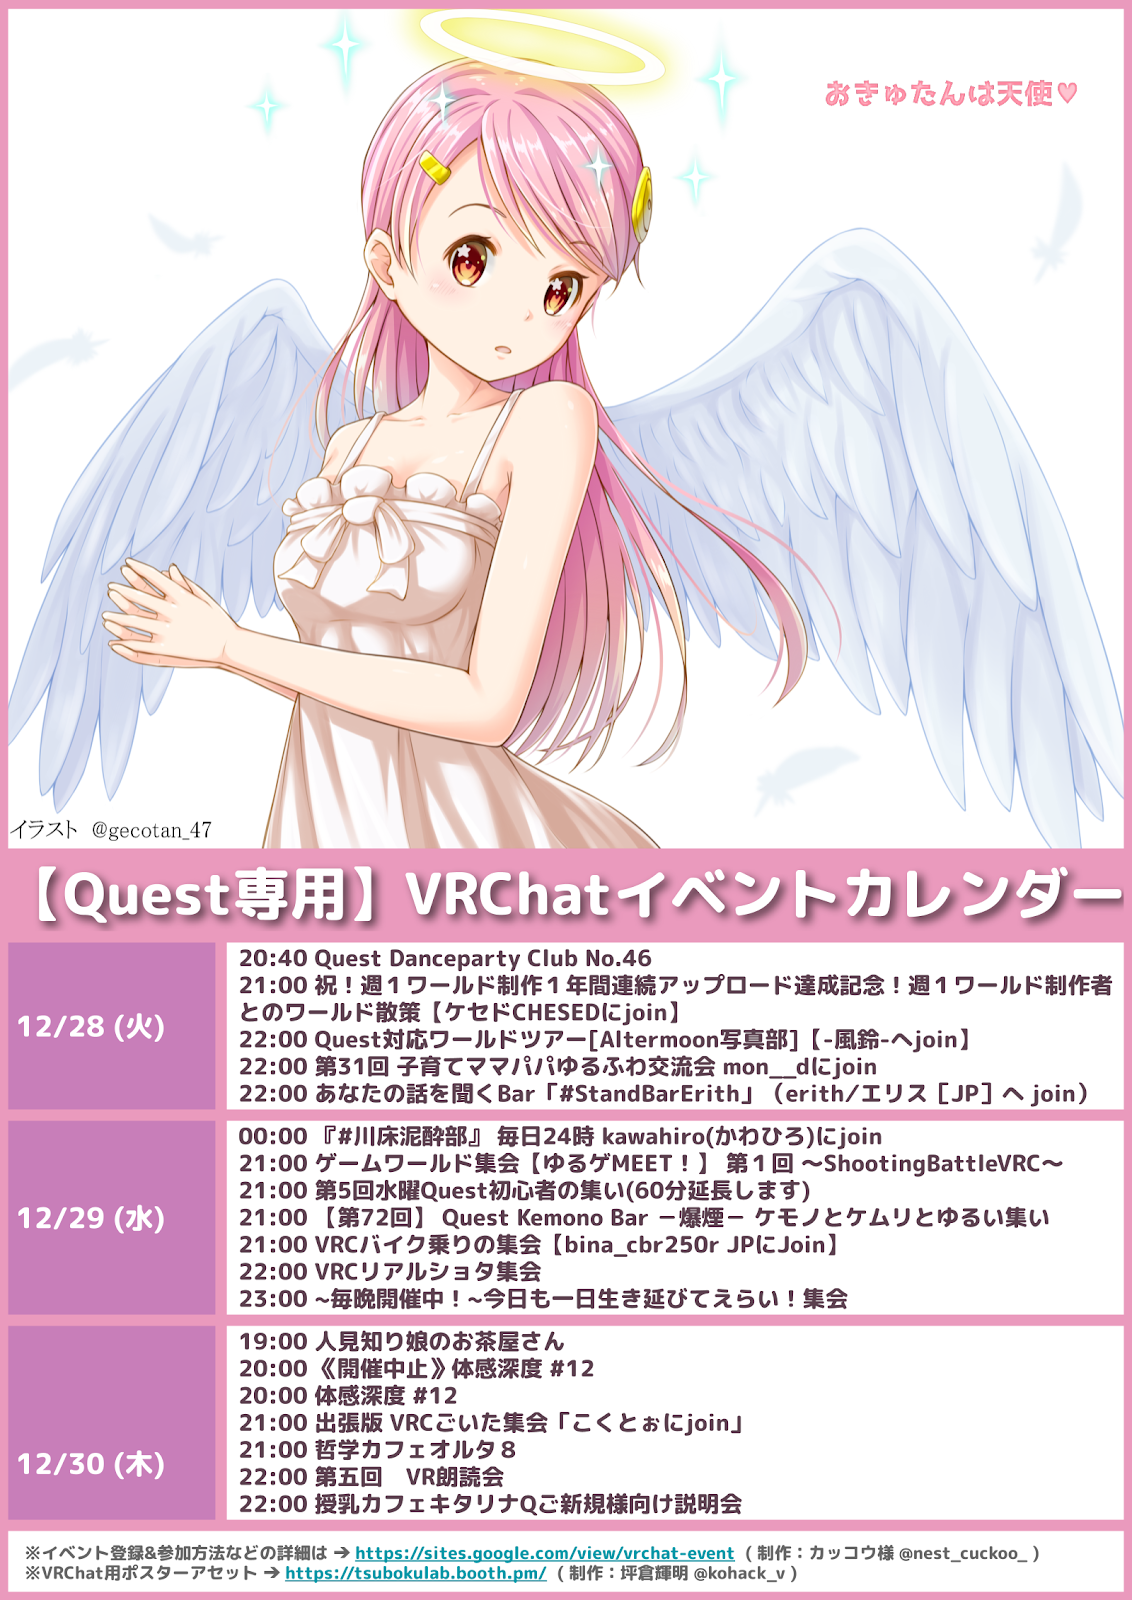 おきゅたんは天使♥
イラスト @gecotan_47
【Quest専用】VRChatイベントカレンダー
12/28 (火)
20:40 Quest Danceparty Club No.46
21:00 祝！週１ワールド制作１年間連続アップロード達成記念！週１ワールド制作者
とのワールド散策【ケセドCHESEDにjoin】
22:00 Quest対応ワールドツアー[Altermoon写真部]【-風鈴-へjoin】
22:00 第31回 子育てママパパゆるふわ交流会 mon__dにjoin
22:00 あなたの話を聞くBar「#StandBarErith」（erith/エリス［JP］へ join）
12/29 (水)
00:00 『#川床泥酔部』 毎日24時 kawahiro(かわひろ)にjoin
21:00 ゲームワールド集会【ゆるゲMEET！】 第１回 〜ShootingBattleVRC〜
21:00 第5回水曜Quest初心者の集い(60分延長します)
21:00 【第72回】 Quest Kemono Bar －爆煙－ ケモノとケムリとゆるい集い
21:00 VRCバイク乗りの集会【bina_cbr250r JPにJoin】
22:00 VRCリアルショタ集会
23:00 ~毎晩開催中！~今日も一日生き延びてえらい！集会
12/30 (木)
19:00 人見知り娘のお茶屋さん
20:00 《開催中止》体感深度 #12
20:00 体感深度 #12
21:00 出張版 VRCごいた集会「こくとぉにjoin」
21:00 哲学カフェオルタ８
22:00 第五回　VR朗読会
22:00 授乳カフェキタリナQご新規様向け説明会
※イベント登録&参加方法などの詳細は ➔ https://sites.google.com/view/vrchat-event ( 制作：カッコウ様 @nest_cuckoo_ )
※VRChat用ポスターアセット ➔ https://tsubokulab.booth.pm/ ( 制作：坪倉輝明 @kohack_v )